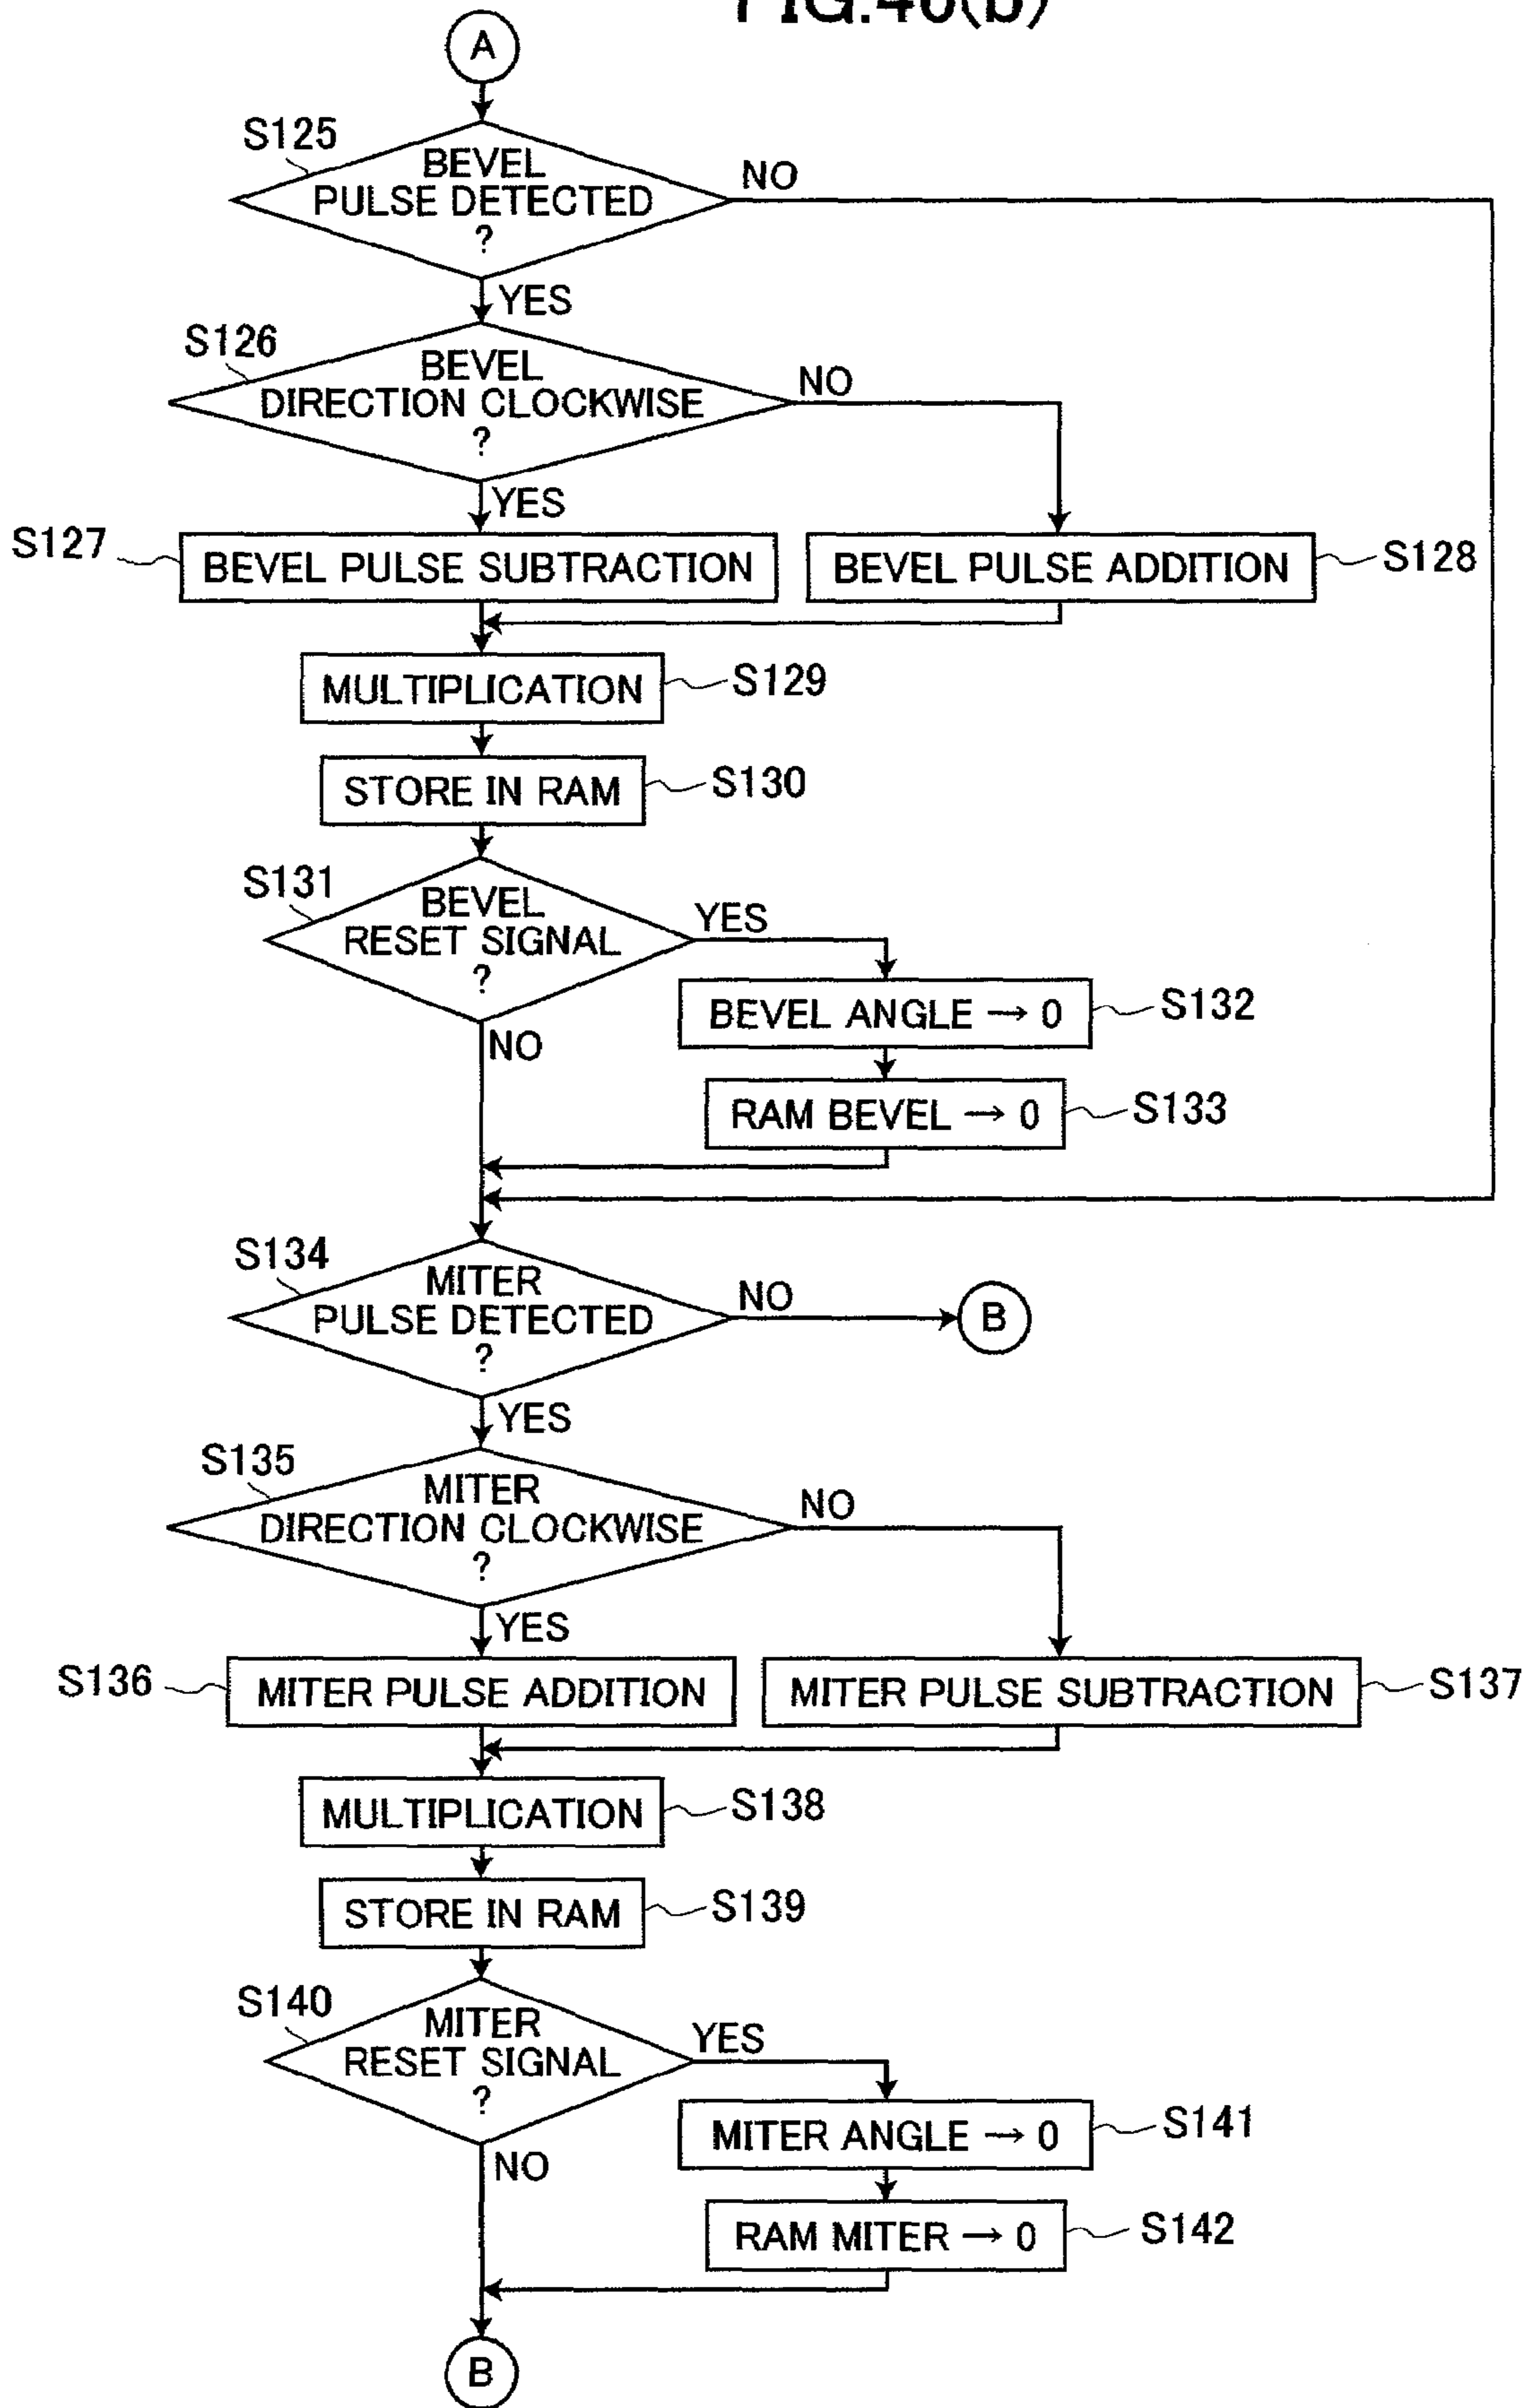 FIG.46(b)
A
S125
BEVEL
PULSE DETECTED
?
NO
YES
S126
BEVEL
DIRECTION CLOCKWISE
?
NO
YES
S127
BEVEL PULSE SUBTRACTION
BEVEL PULSE ADDITION
S128
MULTIPLICATION
S129
STORE IN RAM
S130
S131
BEVEL
RESET SIGNAL
?
YES
NO
BEVEL ANGLE → 0
S132
RAM BEVEL → 0
S133
S134
MITER
PULSE DETECTED
?
NO
B
YES
S135
MITER
DIRECTION CLOCKWISE
?
NO
YES
S136
MITER PULSE ADDITION
MITER PULSE SUBTRACTION
S137
MULTIPLICATION
S138
STORE IN RAM
S139
S140
MITER
RESET SIGNAL
?
YES
NO
MITER ANGLE → 0
S141
RAM MITER → 0
S142
B